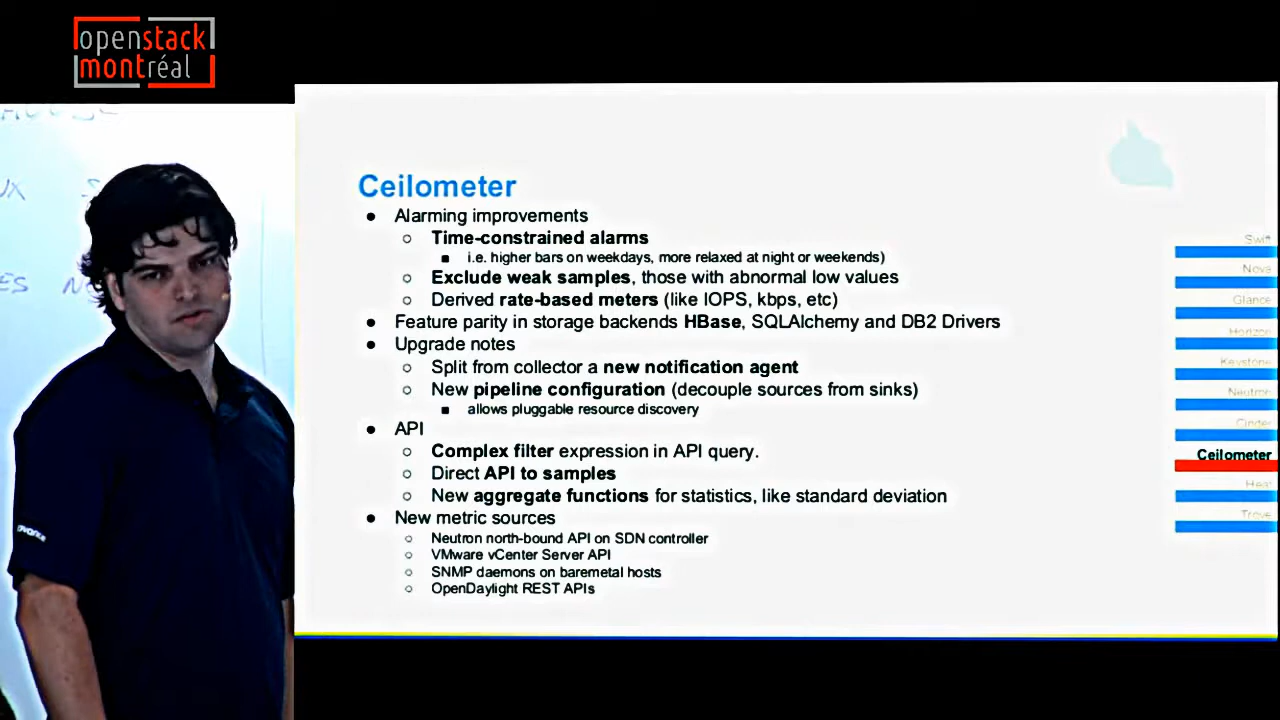 openstack
montréal
Ceilometer
● Alarming improvements
○ Time-constrained alarms
■ i.e. higher bars on weekdays, more relaxed at night or weekends)
○ Exclude weak samples, those with abnormal low values
○ Derived rate-based meters (like IOPS, kbps, etc)
● Feature parity in storage backends HBase, SQLAlchemy and DB2 Drivers
● Upgrade notes
○ Split from collector a new notification agent
○ New pipeline configuration (decouple sources from sinks)
■ allows pluggable resource discovery
● API
○ Complex filter expression in API query.
○ Direct API to samples
○ New aggregate functions for statistics, like standard deviation
● New metric sources
○ Neutron north-bound API on SDN controller
○ VMware vCenter Server API
○ SNMP daemons on baremetal hosts
○ OpenDaylight REST APIs
Swift
Nova
Glance
Horizon
Keystone
Neutron
Cinder
Ceilometer
Heat
Trove